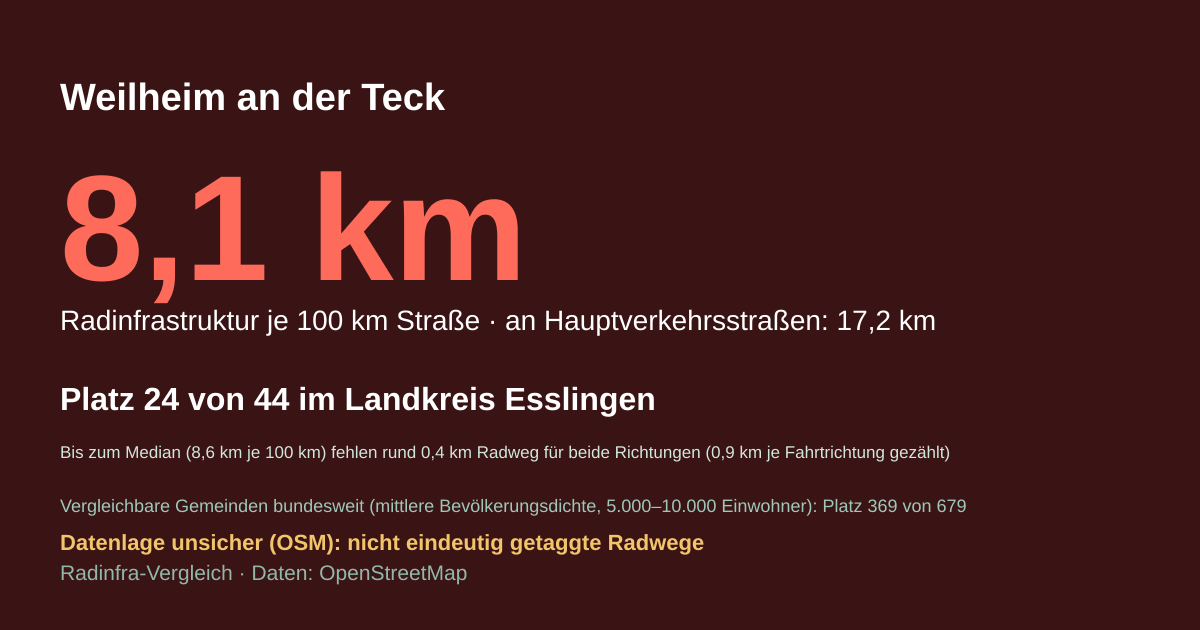 Weilheim an der Teck
8,1 km
Radinfrastruktur je 100 km Straße · an Hauptverkehrsstraßen: 17,2 km
Platz 24 von 44 im Landkreis Esslingen
Bis zum Median (8,6 km je 100 km) fehlen rund 0,4 km Radweg für beide Richtungen (0,9 km je Fahrtrichtung gezählt)
Vergleichbare Gemeinden bundesweit (mittlere Bevölkerungsdichte, 5.000–10.000 Einwohner): Platz 369 von 679
Datenlage unsicher (OSM): nicht eindeutig getaggte Radwege
Radinfra-Vergleich · Daten: OpenStreetMap